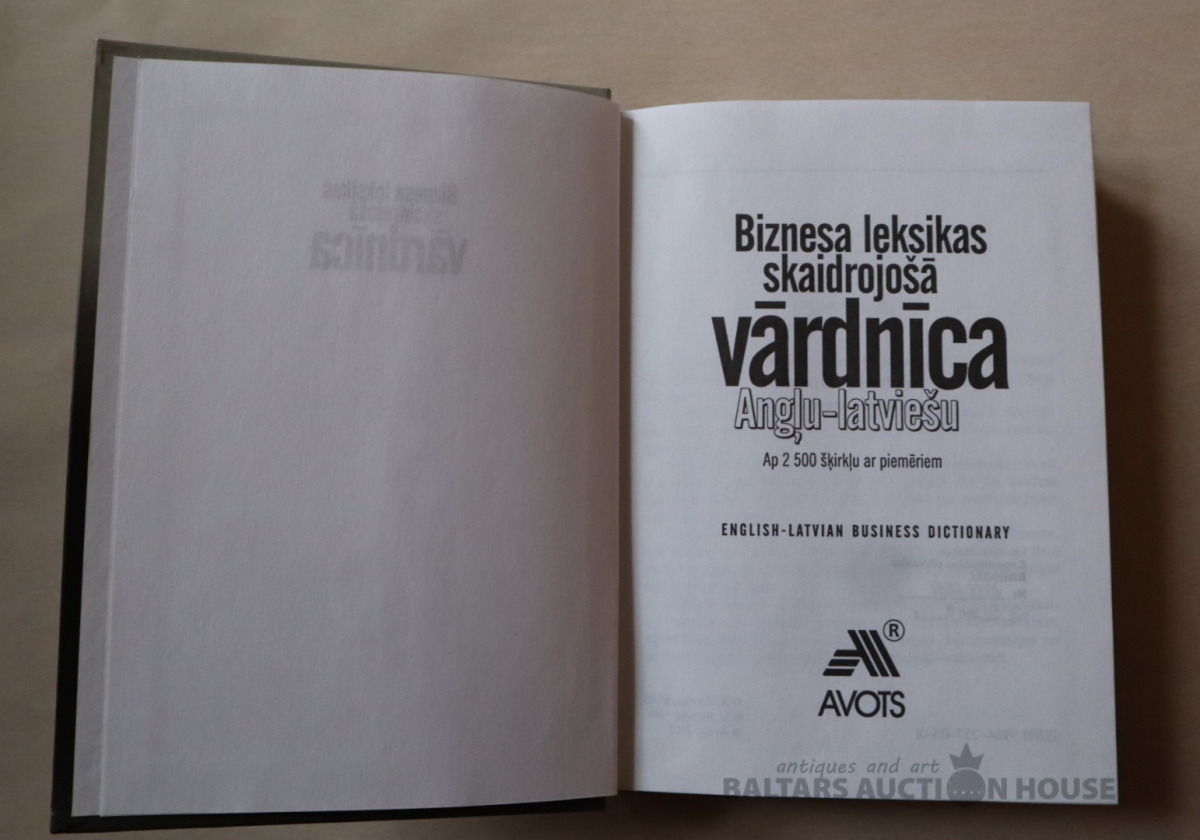 Biznesa leksikas
skaidrojošā
vārdnīca
Angļu-latviešu
Ap 2 500 šķirkļu ar piemēriem
ENGLISH-LATVIAN BUSINESS DICTIONARY
®
AVOTS
antiques and art
BALTARS AUCTION HOUSE